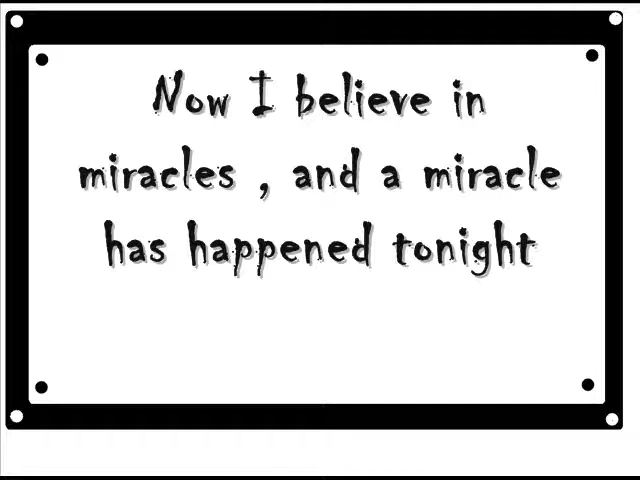 Now I believe in
miracles , and a miracle
has happened tonight